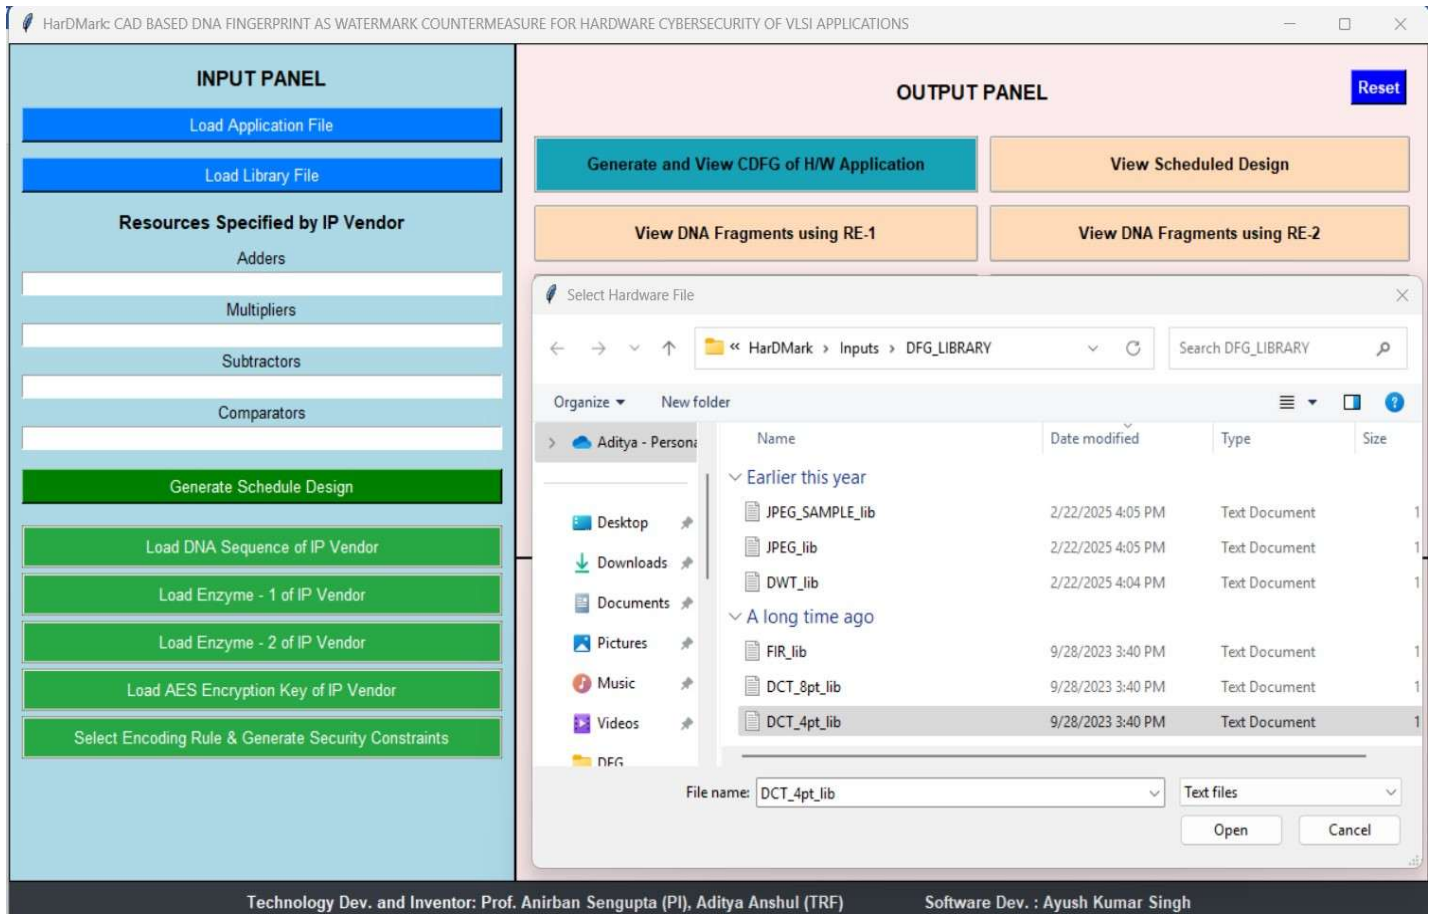 HarDMark: CAD BASED DNA FINGERPRINT AS WATERMARK COUNTERMEASURE FOR HARDWARE CYBERSECURITY OF VLSI APPLICATIONS
INPUT PANEL
Load Application File
Load Library File
Resources Specified by IP Vendor
Adders
Multipliers
Subtractors
Comparators
Generate Schedule Design
Load DNA Sequence of IP Vendor
Load Enzyme - 1 of IP Vendor
Load Enzyme - 2 of IP Vendor
Load AES Encryption Key of IP Vendor
Select Encoding Rule & Generate Security Constraints
OUTPUT PANEL
Reset
Generate and View CDFG of H/W Application
View Scheduled Design
View DNA Fragments using RE-1
View DNA Fragments using RE-2
Select Hardware File
« HarDMark › Inputs › DFG_LIBRARY
Search DFG_LIBRARY
Organize
New folder
Aditya - Persona
Desktop
Downloads
Documents
Pictures
Music
Videos
DFG
Name Date modified Type Size
Earlier this year
JPEG_SAMPLE_lib 2/22/2025 4:05 PM Text Document 1
JPEG_lib 2/22/2025 4:05 PM Text Document 1
DWT_lib 2/22/2025 4:04 PM Text Document 1
A long time ago
FIR_lib 9/28/2023 3:40 PM Text Document 1
DCT_8pt_lib 9/28/2023 3:40 PM Text Document 1
DCT_4pt_lib 9/28/2023 3:40 PM Text Document 1
File name: DCT_4pt_lib
Text files
Open
Cancel
Technology Dev. and Inventor: Prof. Anirban Sengupta (PI), Aditya Anshul (TRF) Software Dev. : Ayush Kumar Singh